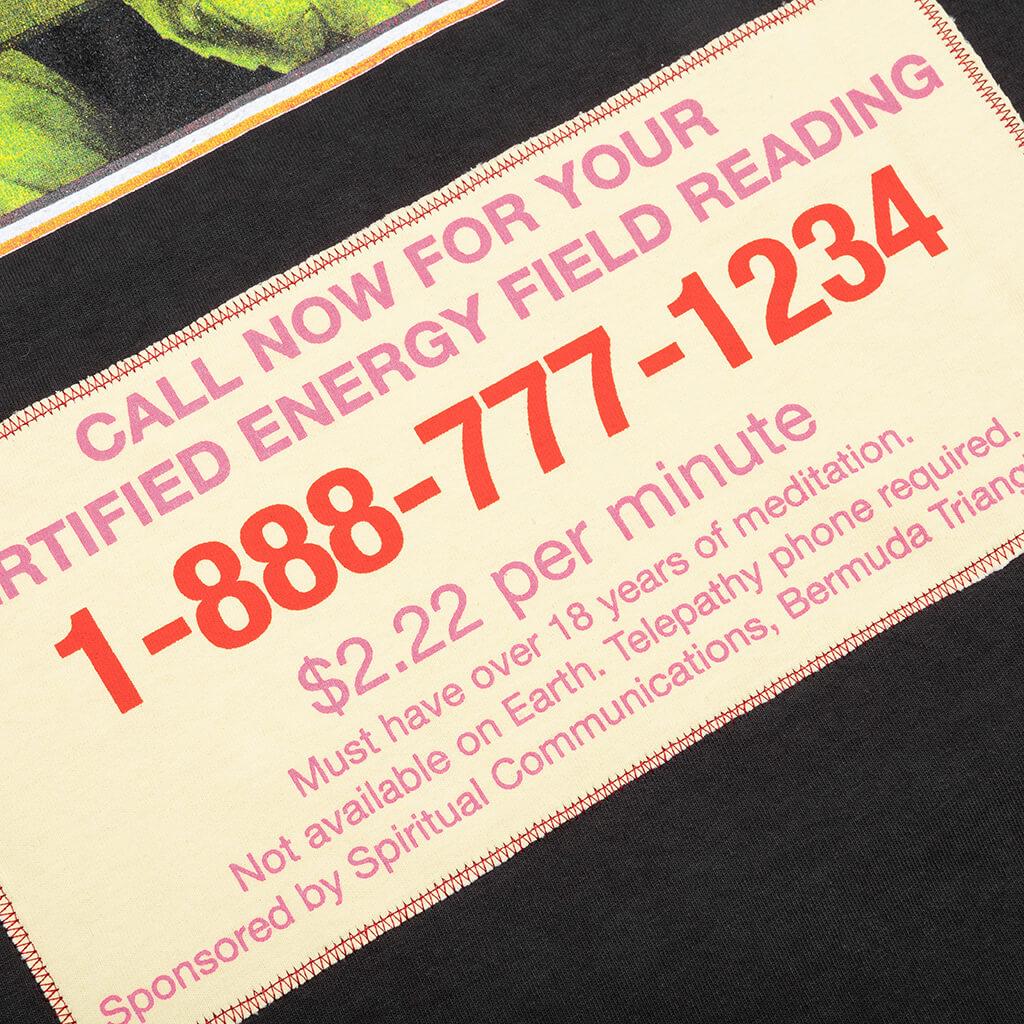 CALL NOW FOR YOUR
RTIFIED ENERGY FIELD READING
1-888-777-1234
$2.22 per minute
Must have over 18 years of meditation.
Not available on Earth. Telepathy phone required.
Sponsored by Spiritual Communications, Bermuda Triang